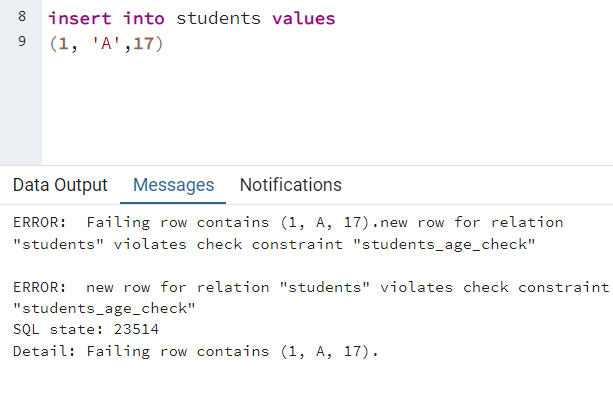 8 insert into students values
9 (1, 'A',17)
Data Output Messages Notifications
ERROR:  Failing row contains (1, A, 17).new row for relation
"students" violates check constraint "students_age_check"
ERROR:  new row for relation "students" violates check constraint
"students_age_check"
SQL state: 23514
Detail: Failing row contains (1, A, 17).